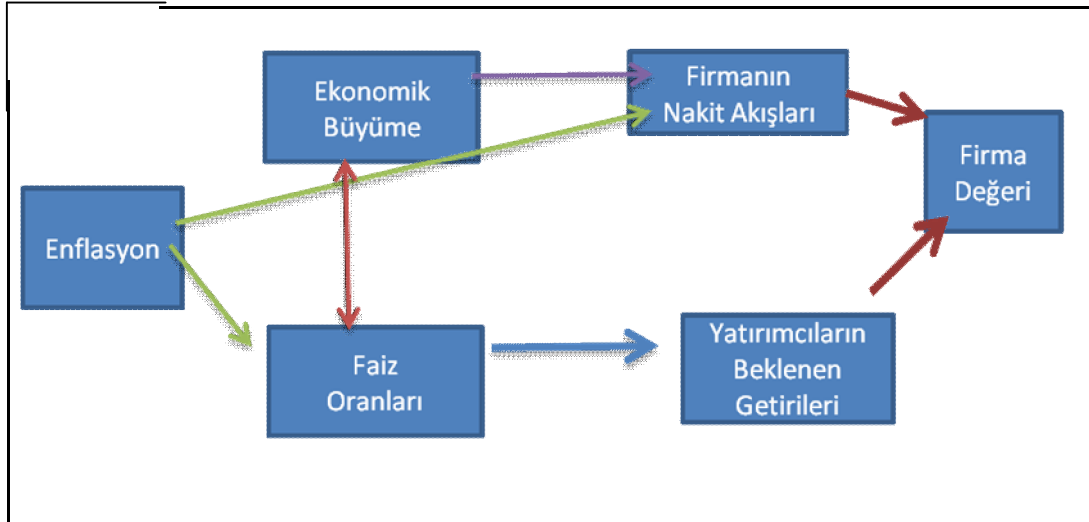 Ekonomik
Büyüme
Firmanın
Nakit Akışları
Firma
Değeri
Enflasyon
Faiz
Oranları
Yatırımcıların
Beklenen
Getirileri